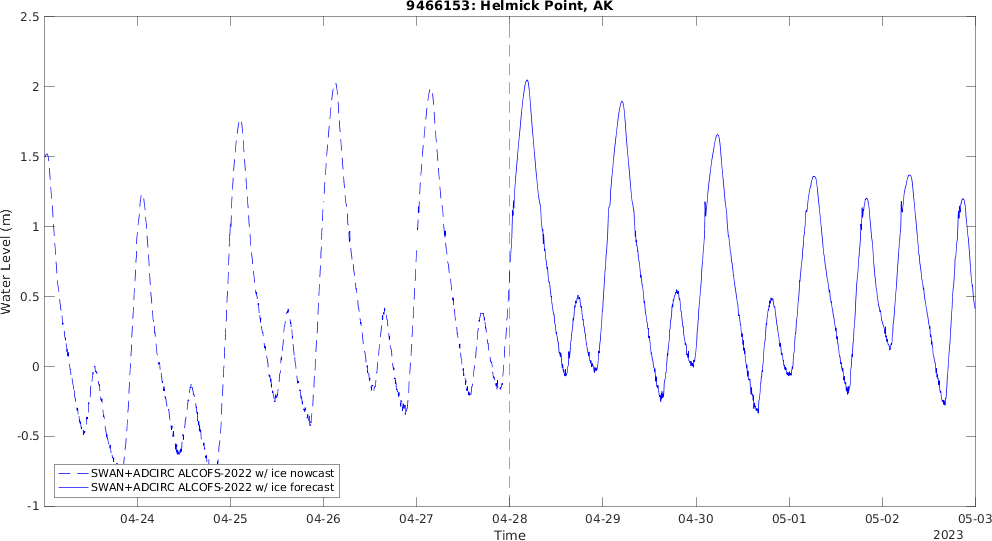 9466153: Helmick Point, AK
2.5
2
1.5
1
0.5
0
-0.5
-1
Water Level (m)
SWAN+ADCIRC ALCOFS-2022 w/ ice nowcast
SWAN+ADCIRC ALCOFS-2022 w/ ice forecast
04-24 04-25 04-26 04-27 04-28 04-29 04-30 05-01 05-02 05-03
Time
2023